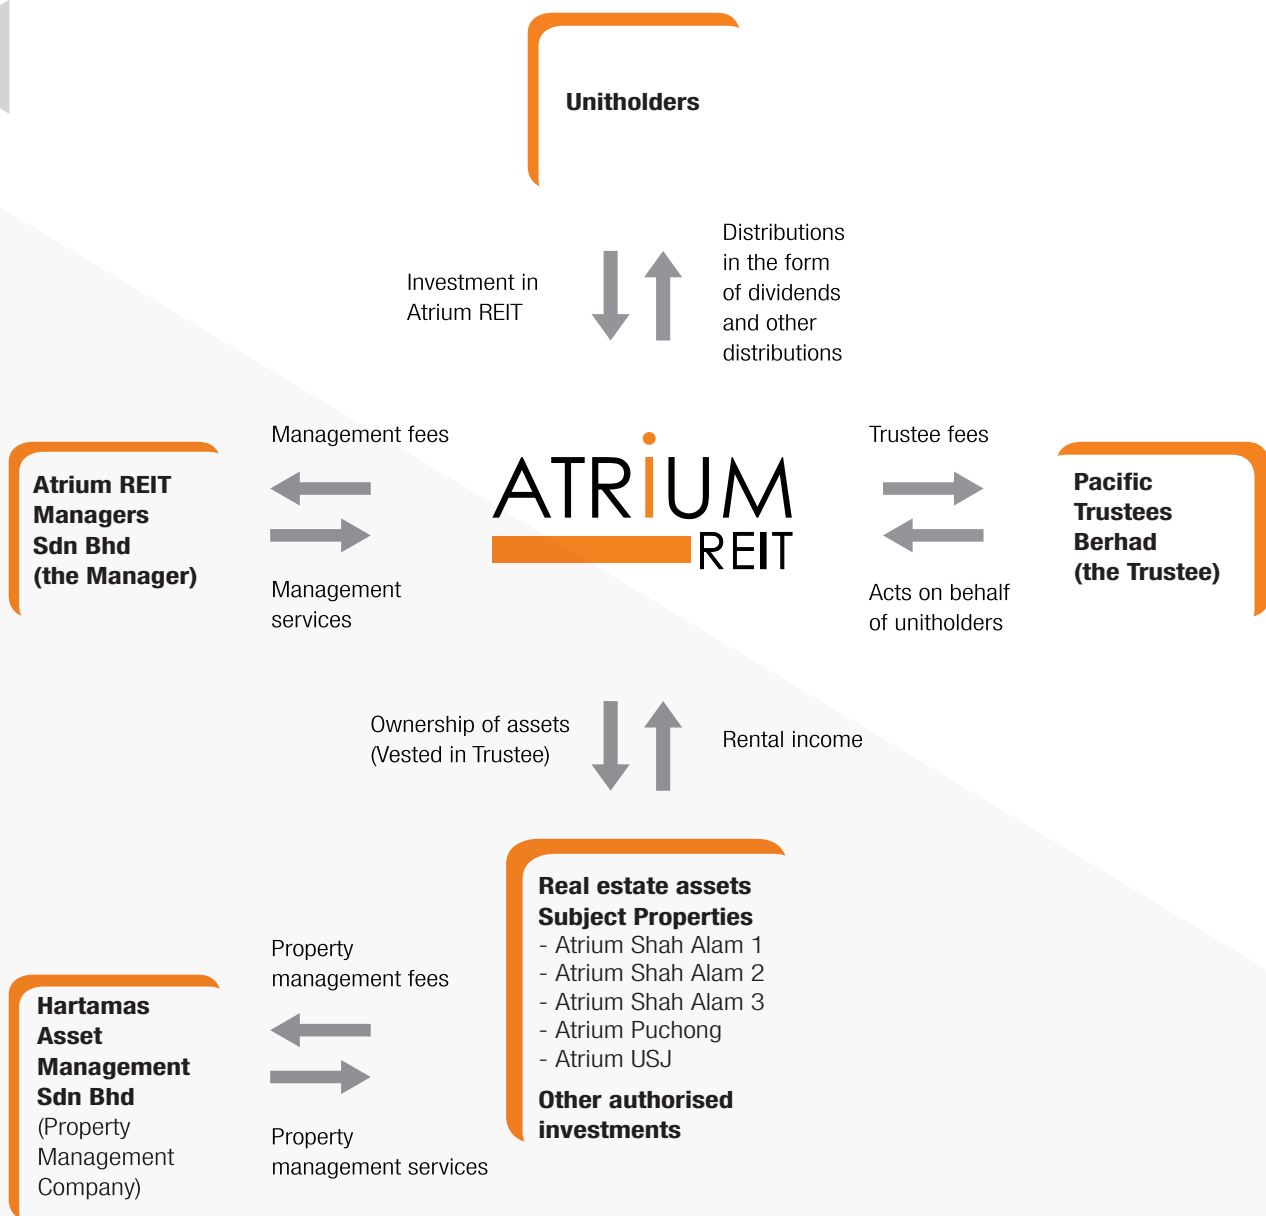 Unitholders
Investment in
Atrium REIT
Distributions
in the form
of dividends
and other
distributions
Management fees
Atrium REIT
Managers
Sdn Bhd
(the Manager)
Management
services
ATRiUM
REIT
Trustee fees
Acts on behalf
of unitholders
Pacific
Trustees
Berhad
(the Trustee)
Ownership of assets
(Vested in Trustee)
Rental income
Real estate assets
Subject Properties
- Atrium Shah Alam 1
- Atrium Shah Alam 2
- Atrium Shah Alam 3
- Atrium Puchong
- Atrium USJ
Other authorised
investments
Property
management fees
Hartamas
Asset
Management
Sdn Bhd
(Property
Management
Company)
Property
management services